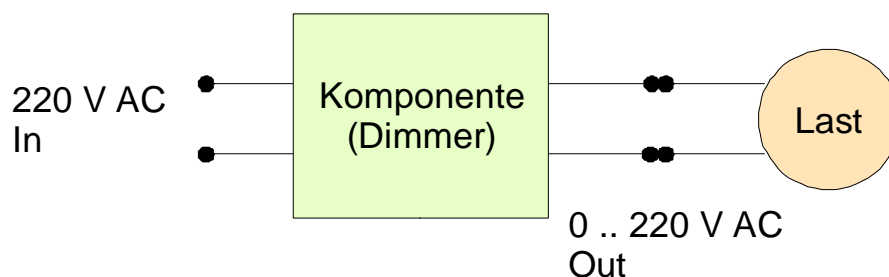 220 V AC
In
Komponente
(Dimmer)
Last
0 .. 220 V AC
Out